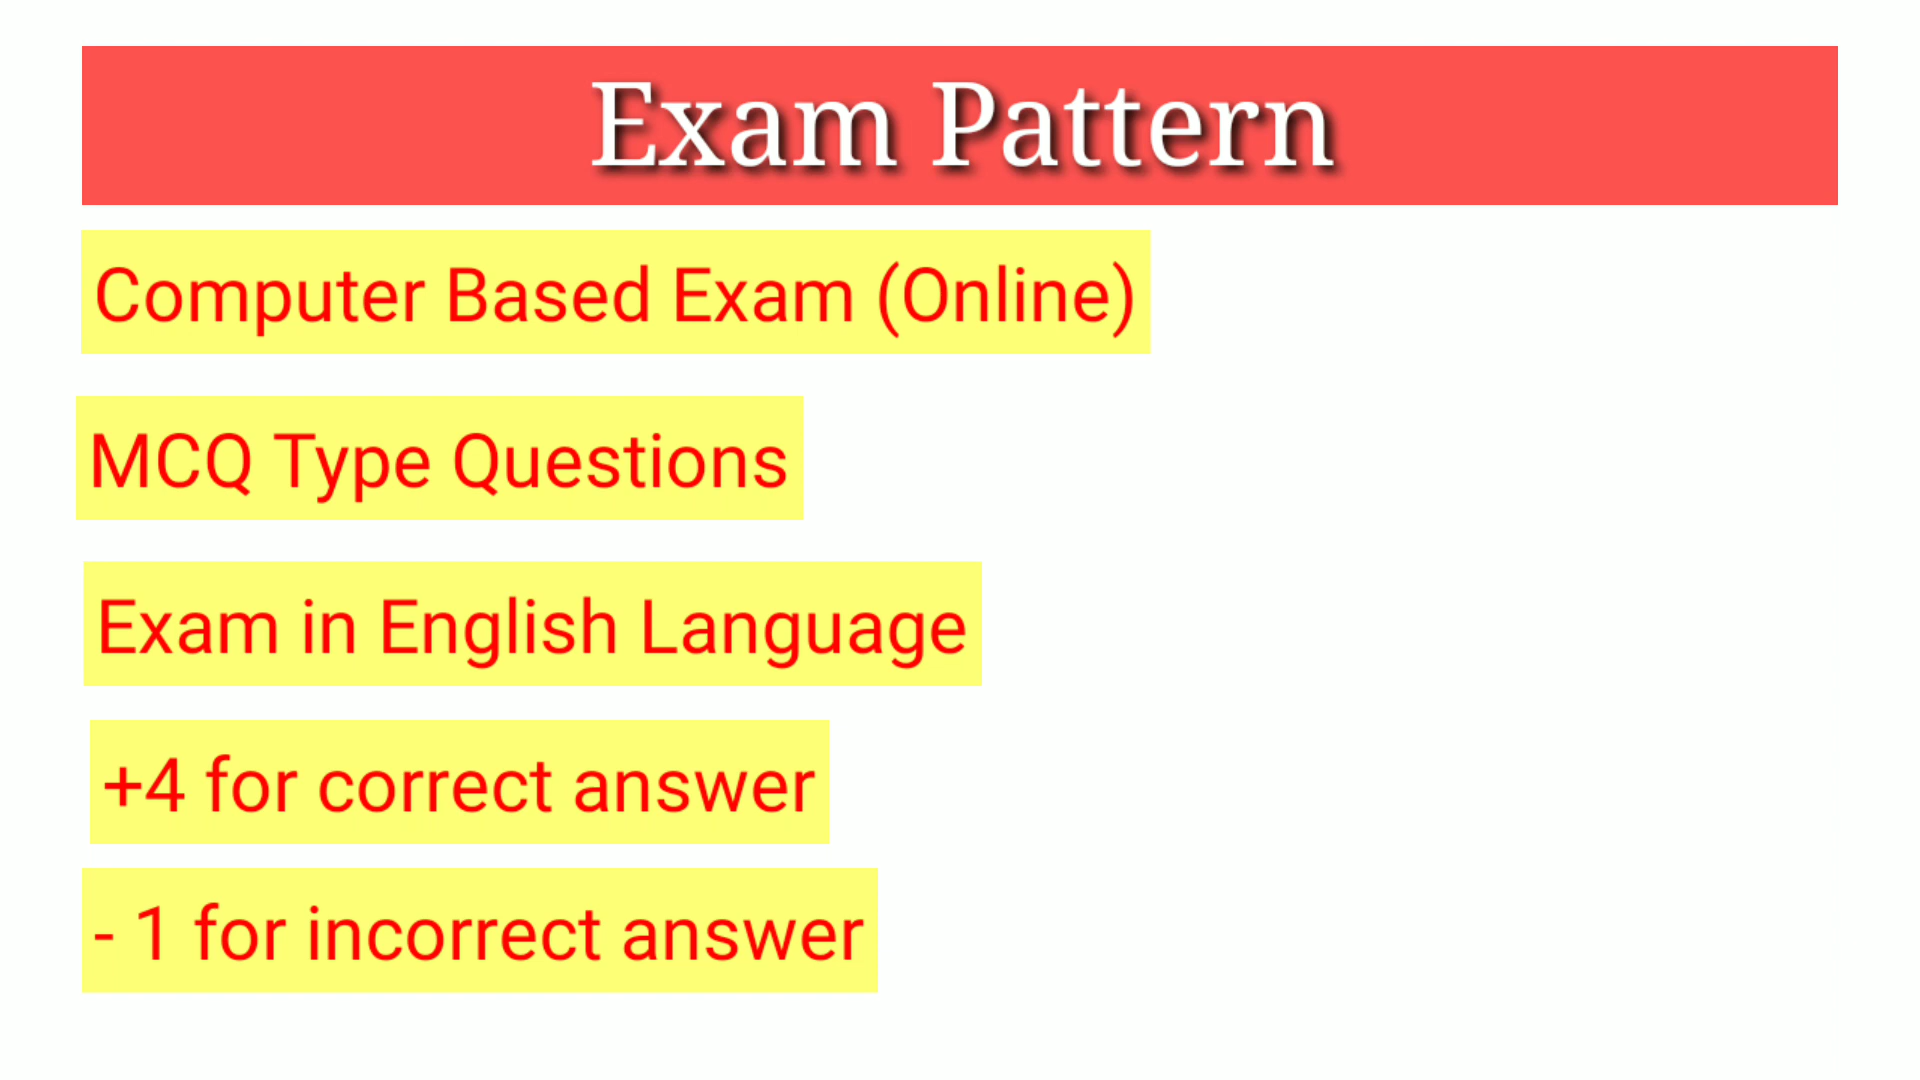 Exam Pattern
Computer Based Exam (Online)
MCQ Type Questions
Exam in English Language
+4 for correct answer
- 1 for incorrect answer